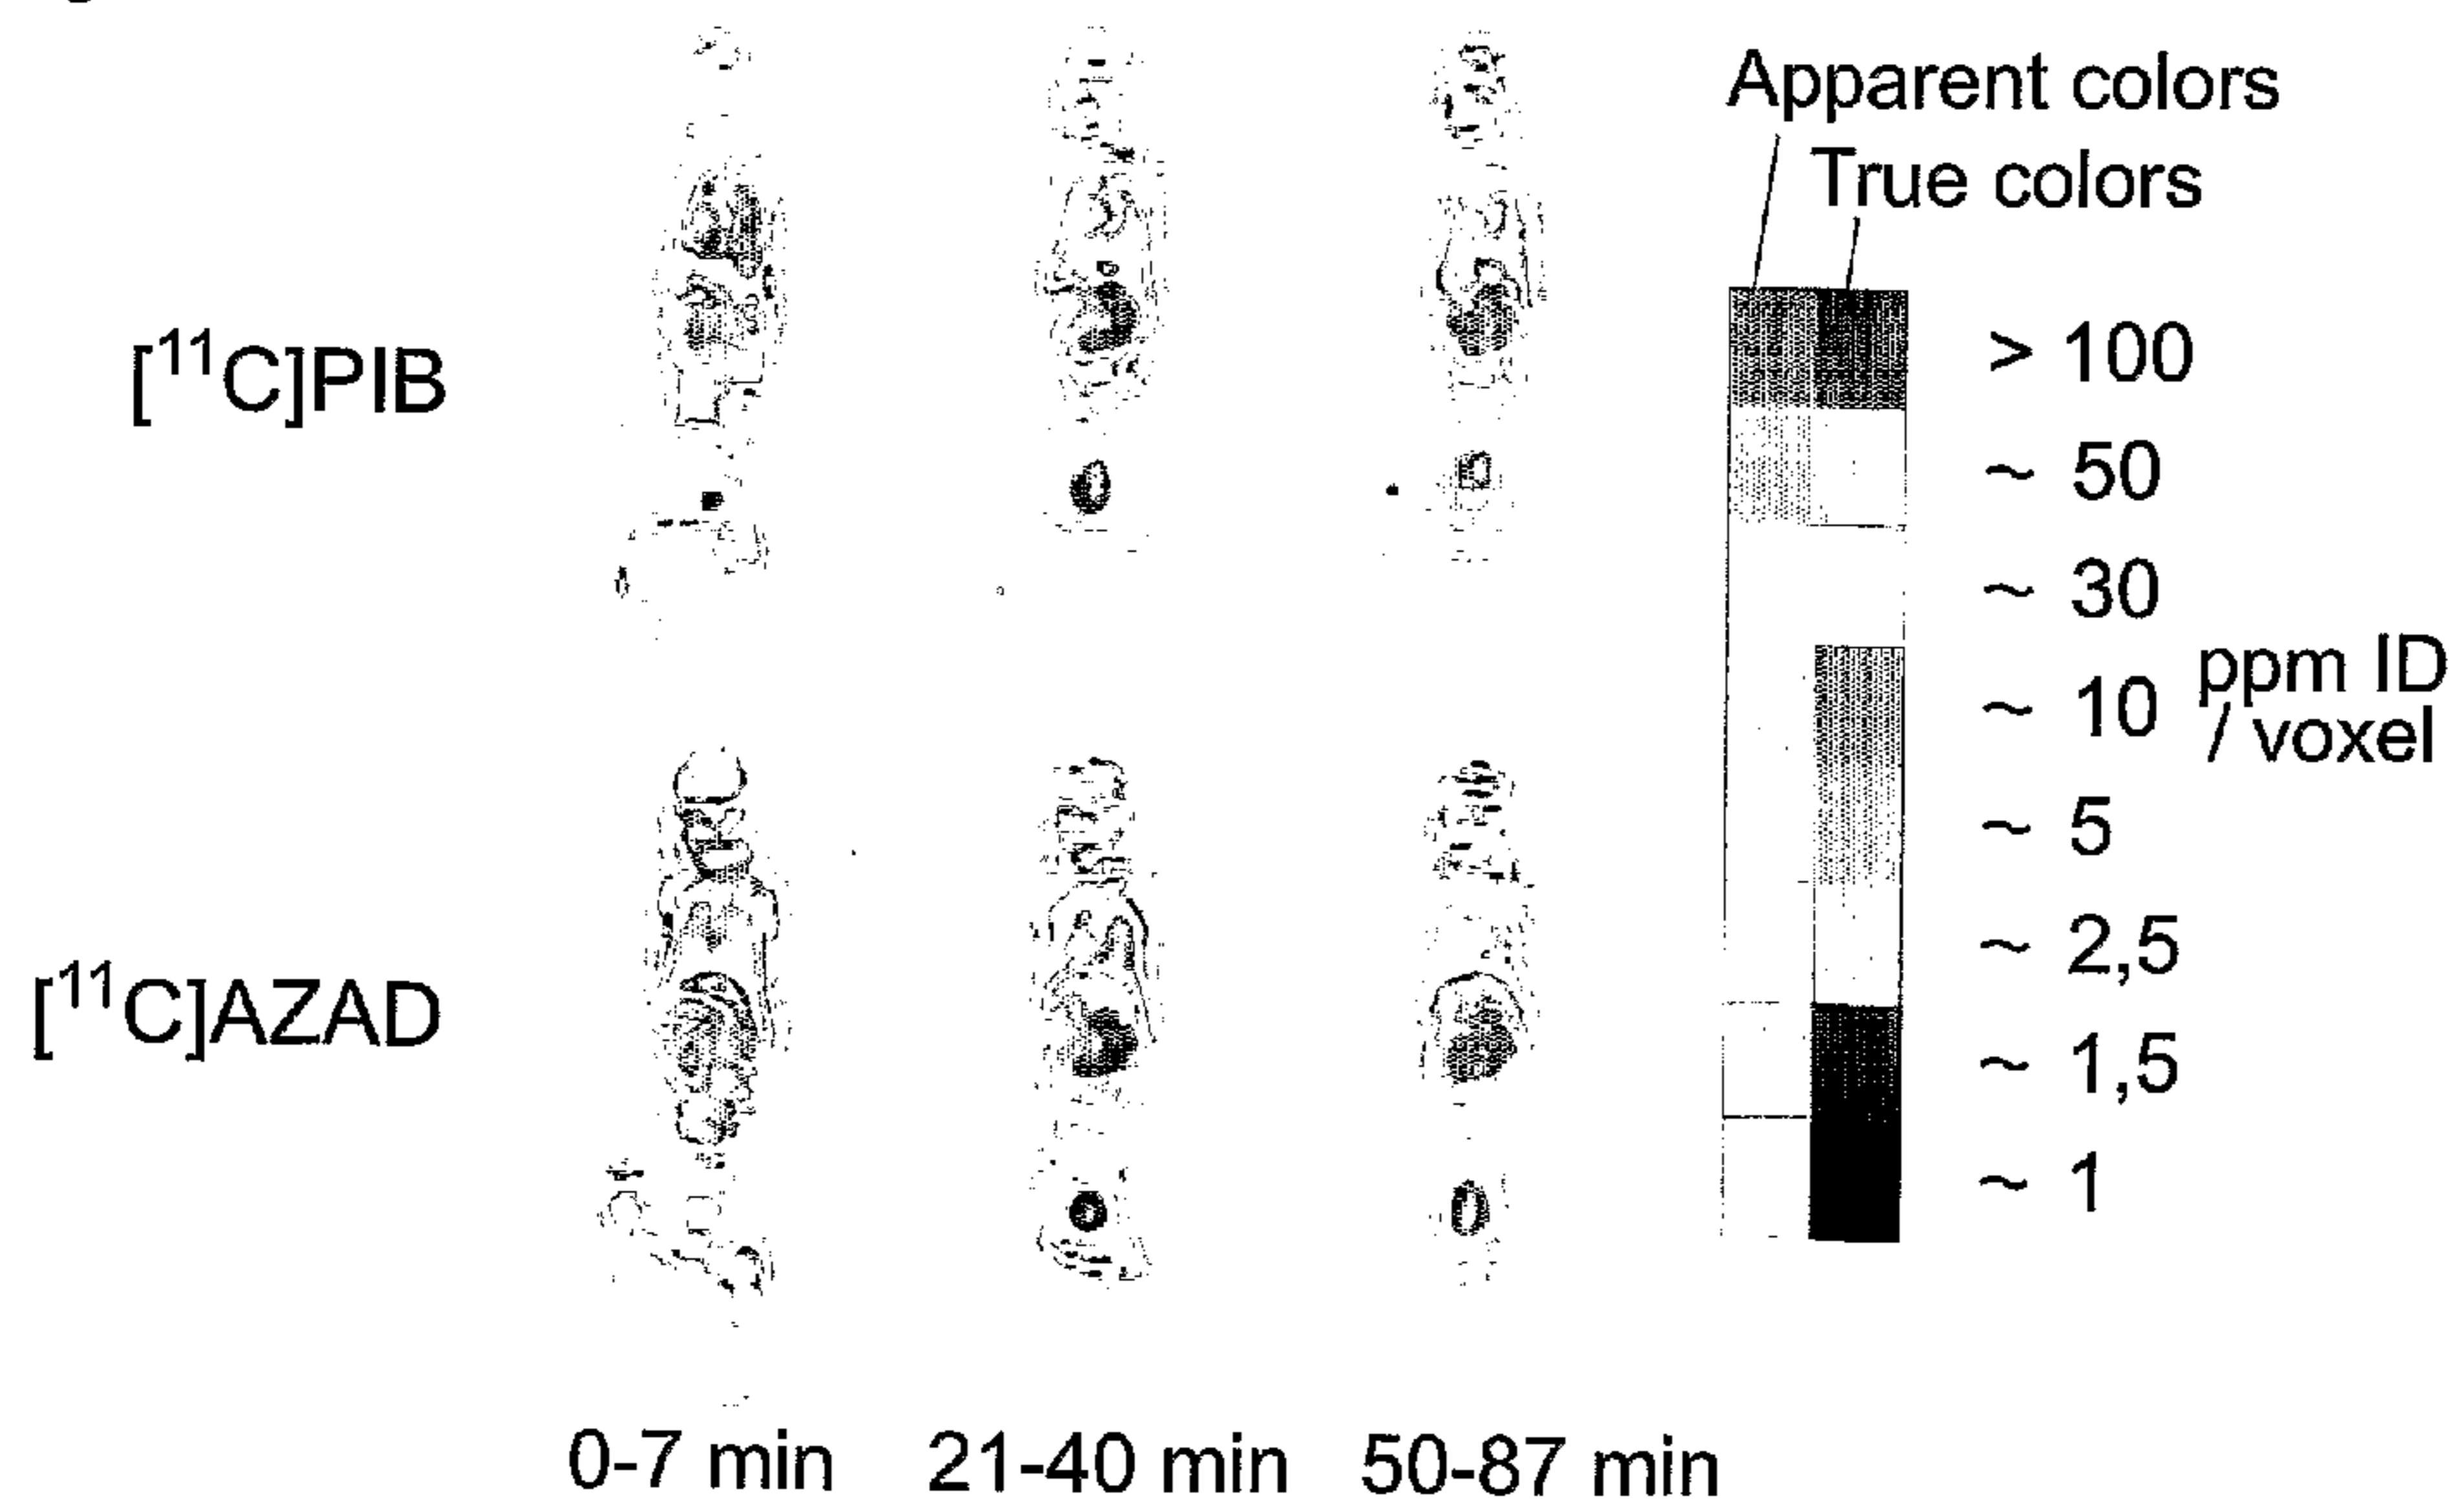 Apparent colors
True colors
[¹¹C]PIB
> 100
~ 50
~ 30
~ 10
ppm ID
/ voxel
~ 5
~ 2,5
[¹¹C]AZAD
~ 1,5
~ 1
0-7 min
21-40 min
50-87 min